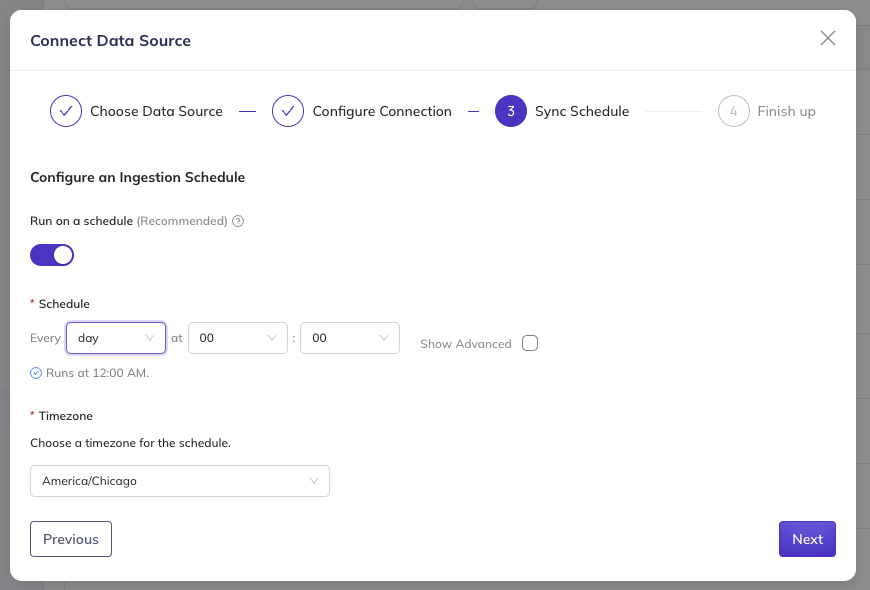 Connect Data Source
Choose Data Source
Configure Connection
3 Sync Schedule
4 Finish up
Configure an Ingestion Schedule
Run on a schedule (Recommended) ?
* Schedule
Every day at 00 : 00 Show Advanced
Runs at 12:00 AM.
* Timezone
Choose a timezone for the schedule.
America/Chicago
Previous
Next